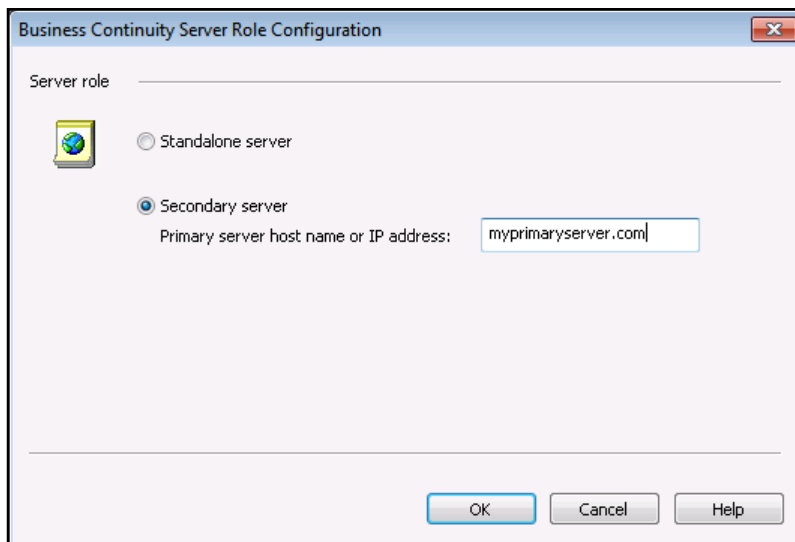 Business Continuity Server Role Configuration
Server role
Standalone server
Secondary server
Primary server host name or IP address: myprimaryserver.com
OK Cancel Help